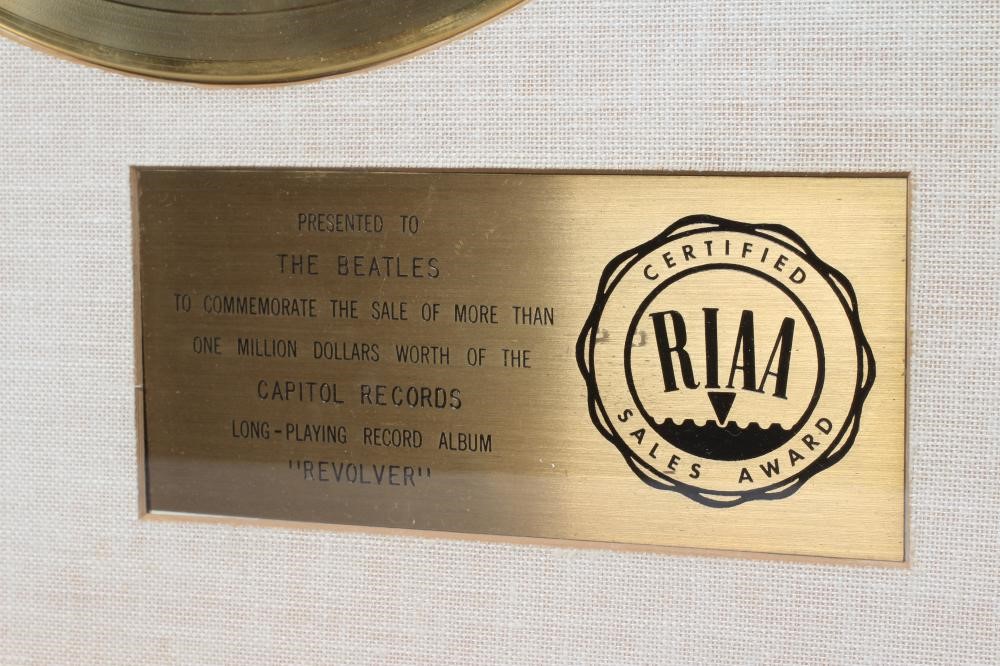 PRESENTED TO
THE BEATLES
TO COMMEMORATE THE SALE OF MORE THAN
ONE MILLION DOLLARS WORTH OF THE
CAPITOL RECORDS
LONG-PLAYING RECORD ALBUM
"REVOLVER"
CERTIFIED
RIAA
SALES AWARD